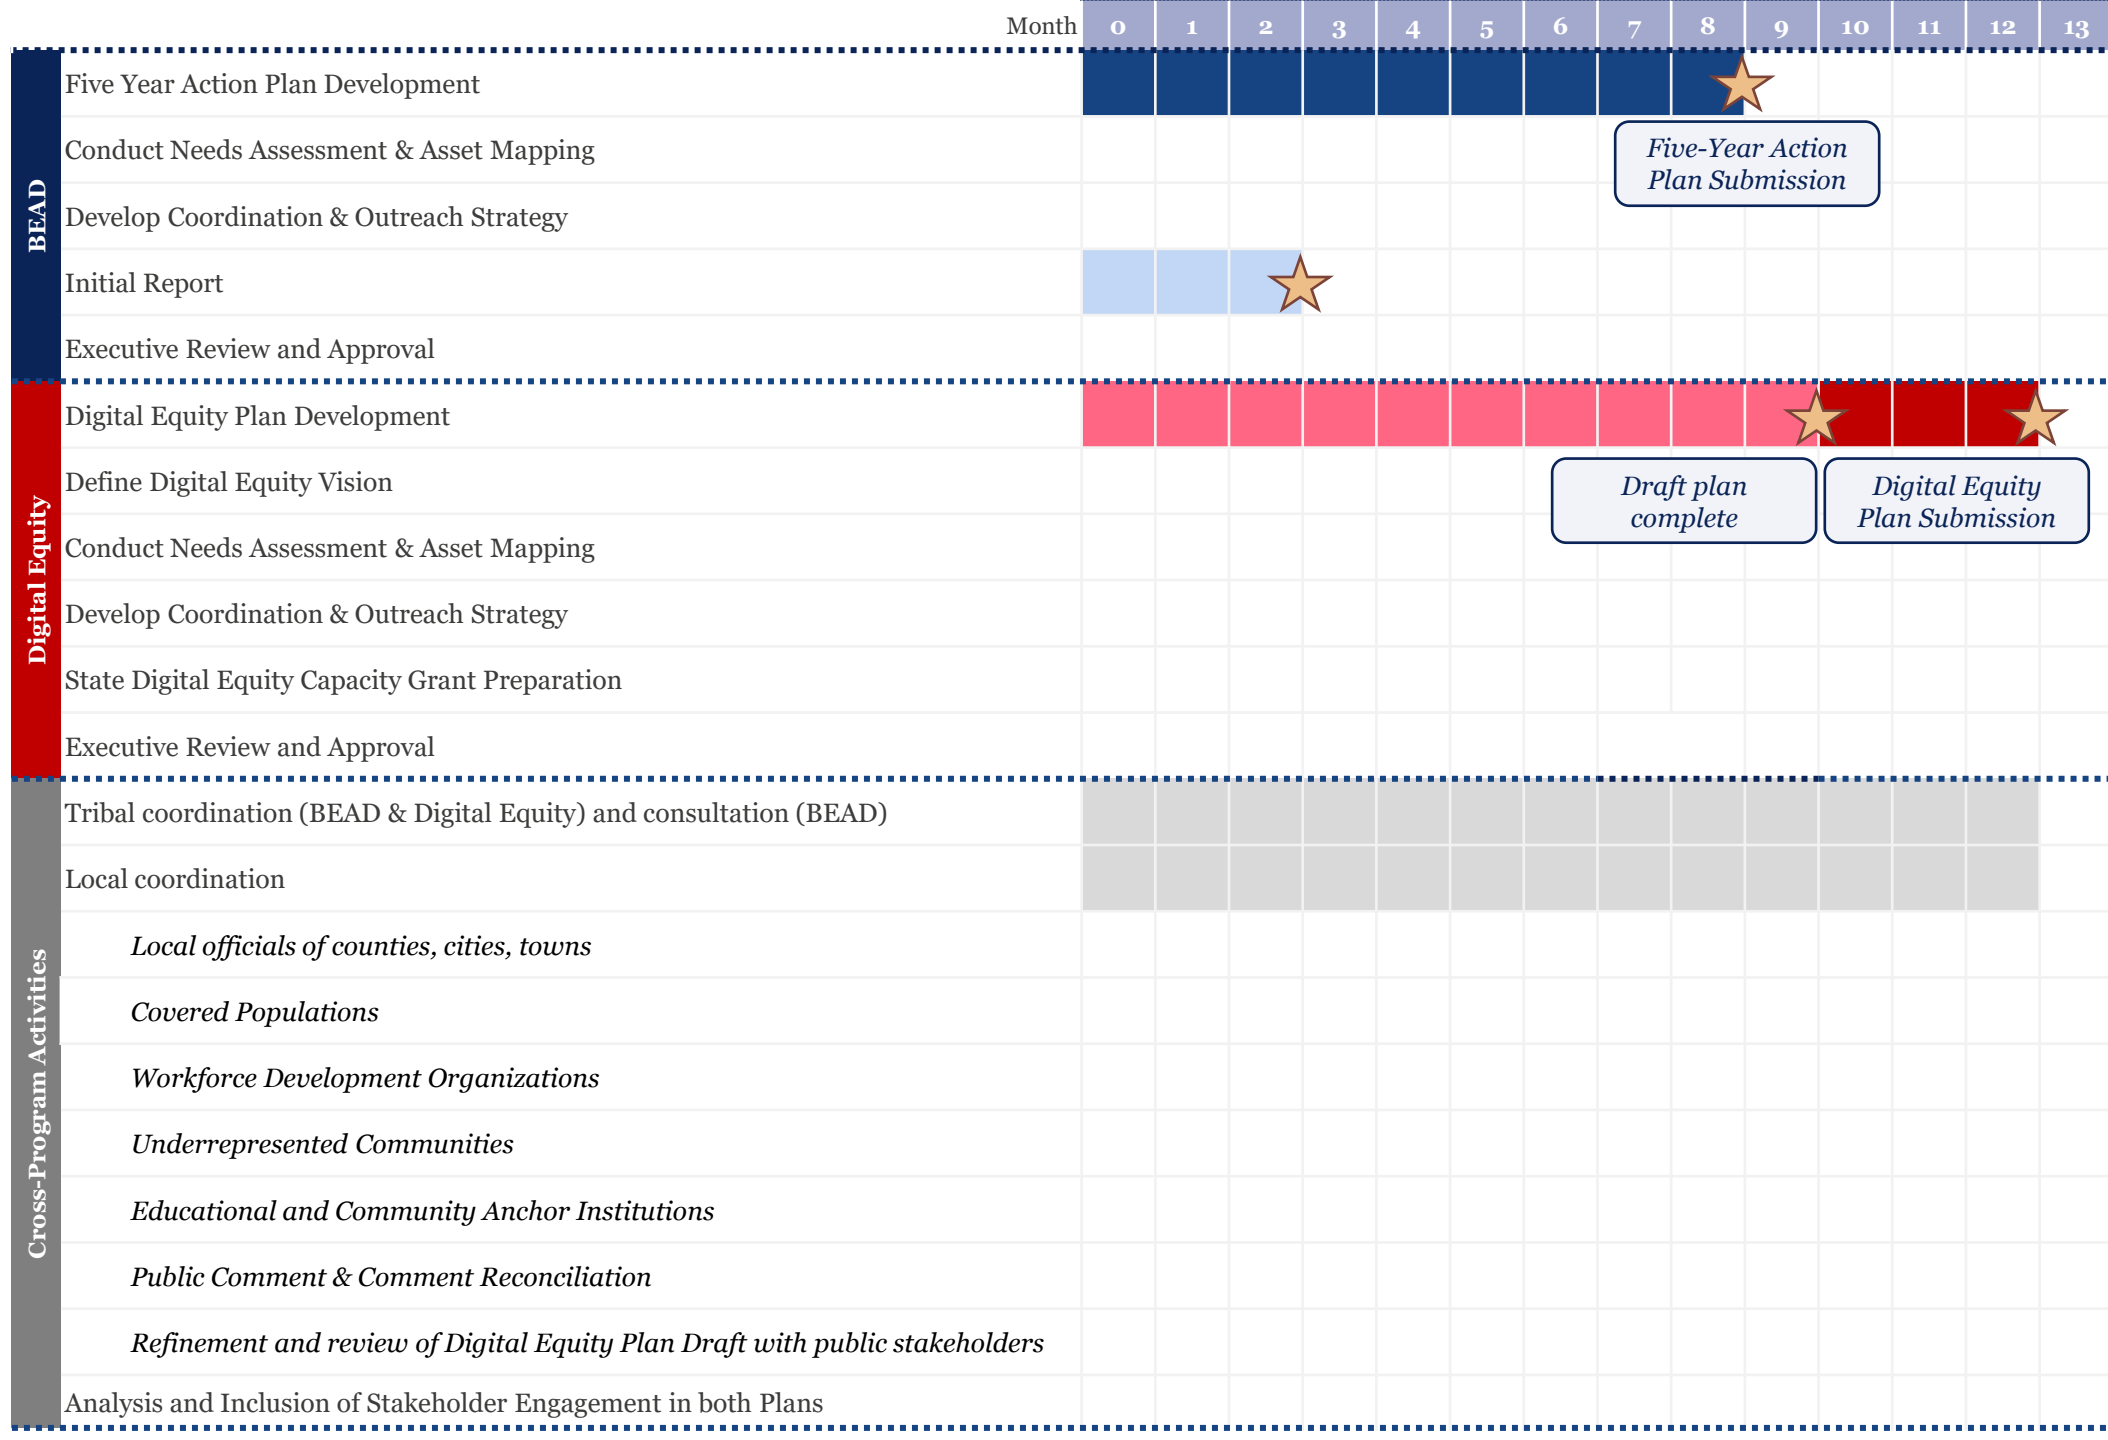 Month 0 1 2 3 4 5 6 7 8 9 10 11 12 13
BEAD
Five Year Action Plan Development
Conduct Needs Assessment & Asset Mapping
Five-Year Action
Plan Submission
Develop Coordination & Outreach Strategy
Initial Report
Executive Review and Approval
Digital Equity
Digital Equity Plan Development
Define Digital Equity Vision
Draft plan
complete
Digital Equity
Plan Submission
Conduct Needs Assessment & Asset Mapping
Develop Coordination & Outreach Strategy
State Digital Equity Capacity Grant Preparation
Executive Review and Approval
Cross-Program Activities
Tribal coordination (BEAD & Digital Equity) and consultation (BEAD)
Local coordination
Local officials of counties, cities, towns
Covered Populations
Workforce Development Organizations
Underrepresented Communities
Educational and Community Anchor Institutions
Public Comment & Comment Reconciliation
Refinement and review of Digital Equity Plan Draft with public stakeholders
Analysis and Inclusion of Stakeholder Engagement in both Plans